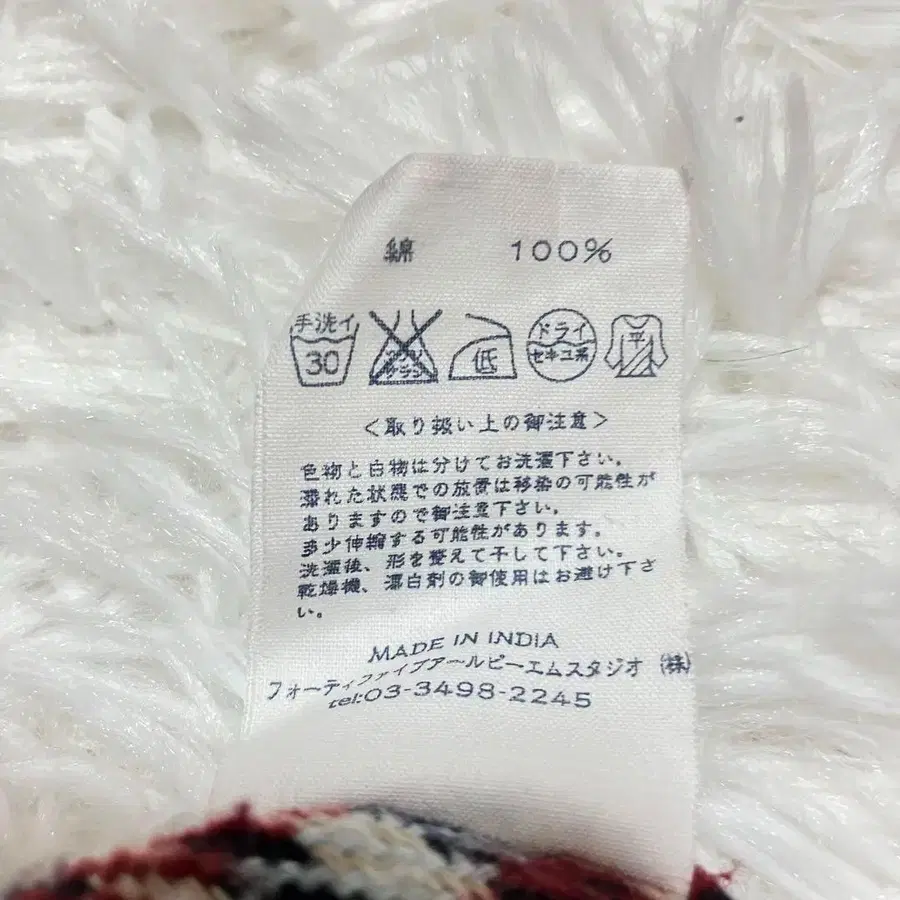 綿 100%
手洗イ
30
エンソ
サラシ
低
ドライ
セキユ系
平
<取り扱い上の御注意>
色物と白物は分けてお洗濯下さい。
濡れた状態での放置は移染の可能性が
ありますので御注意下さい。
多少伸縮する可能性があります。
洗濯後、形を整えて干して下さい。
乾燥機、漂白剤の御使用はお避け下さ
い。
MADE IN INDIA
フォーティファイブアールピーエムスタジオ (株)
tel:03-3498-2245